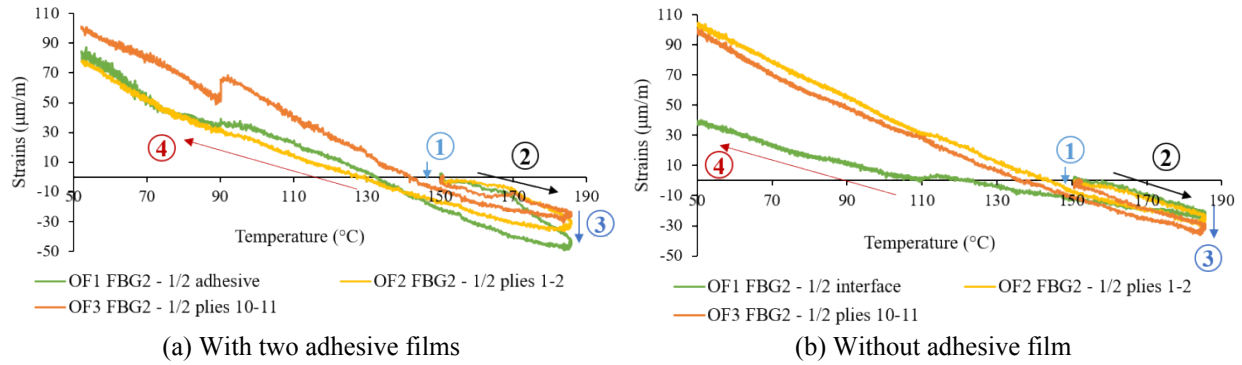 110
90
70
50
30
10
-10
-30
-50
Strains (μm/m)
50 70 90 110 130 150 170 190
Temperature (°C)
1
2
3
4
OF1 FBG2 - 1/2 adhesive
OF2 FBG2 - 1/2 plies 1-2
OF3 FBG2 - 1/2 plies 10-11
(a) With two adhesive films
110
90
70
50
30
10
-10
-30
-50
Strains (μm/m)
50 70 90 110 130 150 170 190
Temperature (°C)
1
2
3
4
OF1 FBG2 - 1/2 interface
OF2 FBG2 - 1/2 plies 1-2
OF3 FBG2 - 1/2 plies 10-11
(b) Without adhesive film